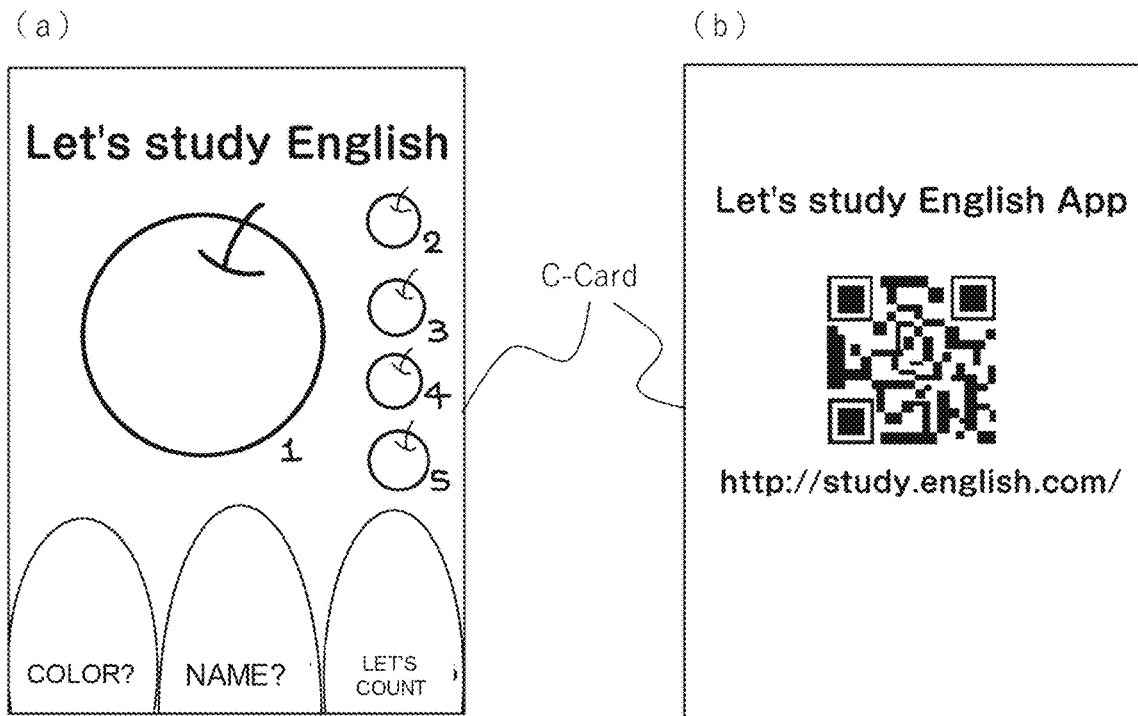 (a)
Let's study English
2
3
4
5
1
COLOR?
NAME?
LET'S
COUNT
C-Card
(b)
Let's study English App
http://study.english.com/